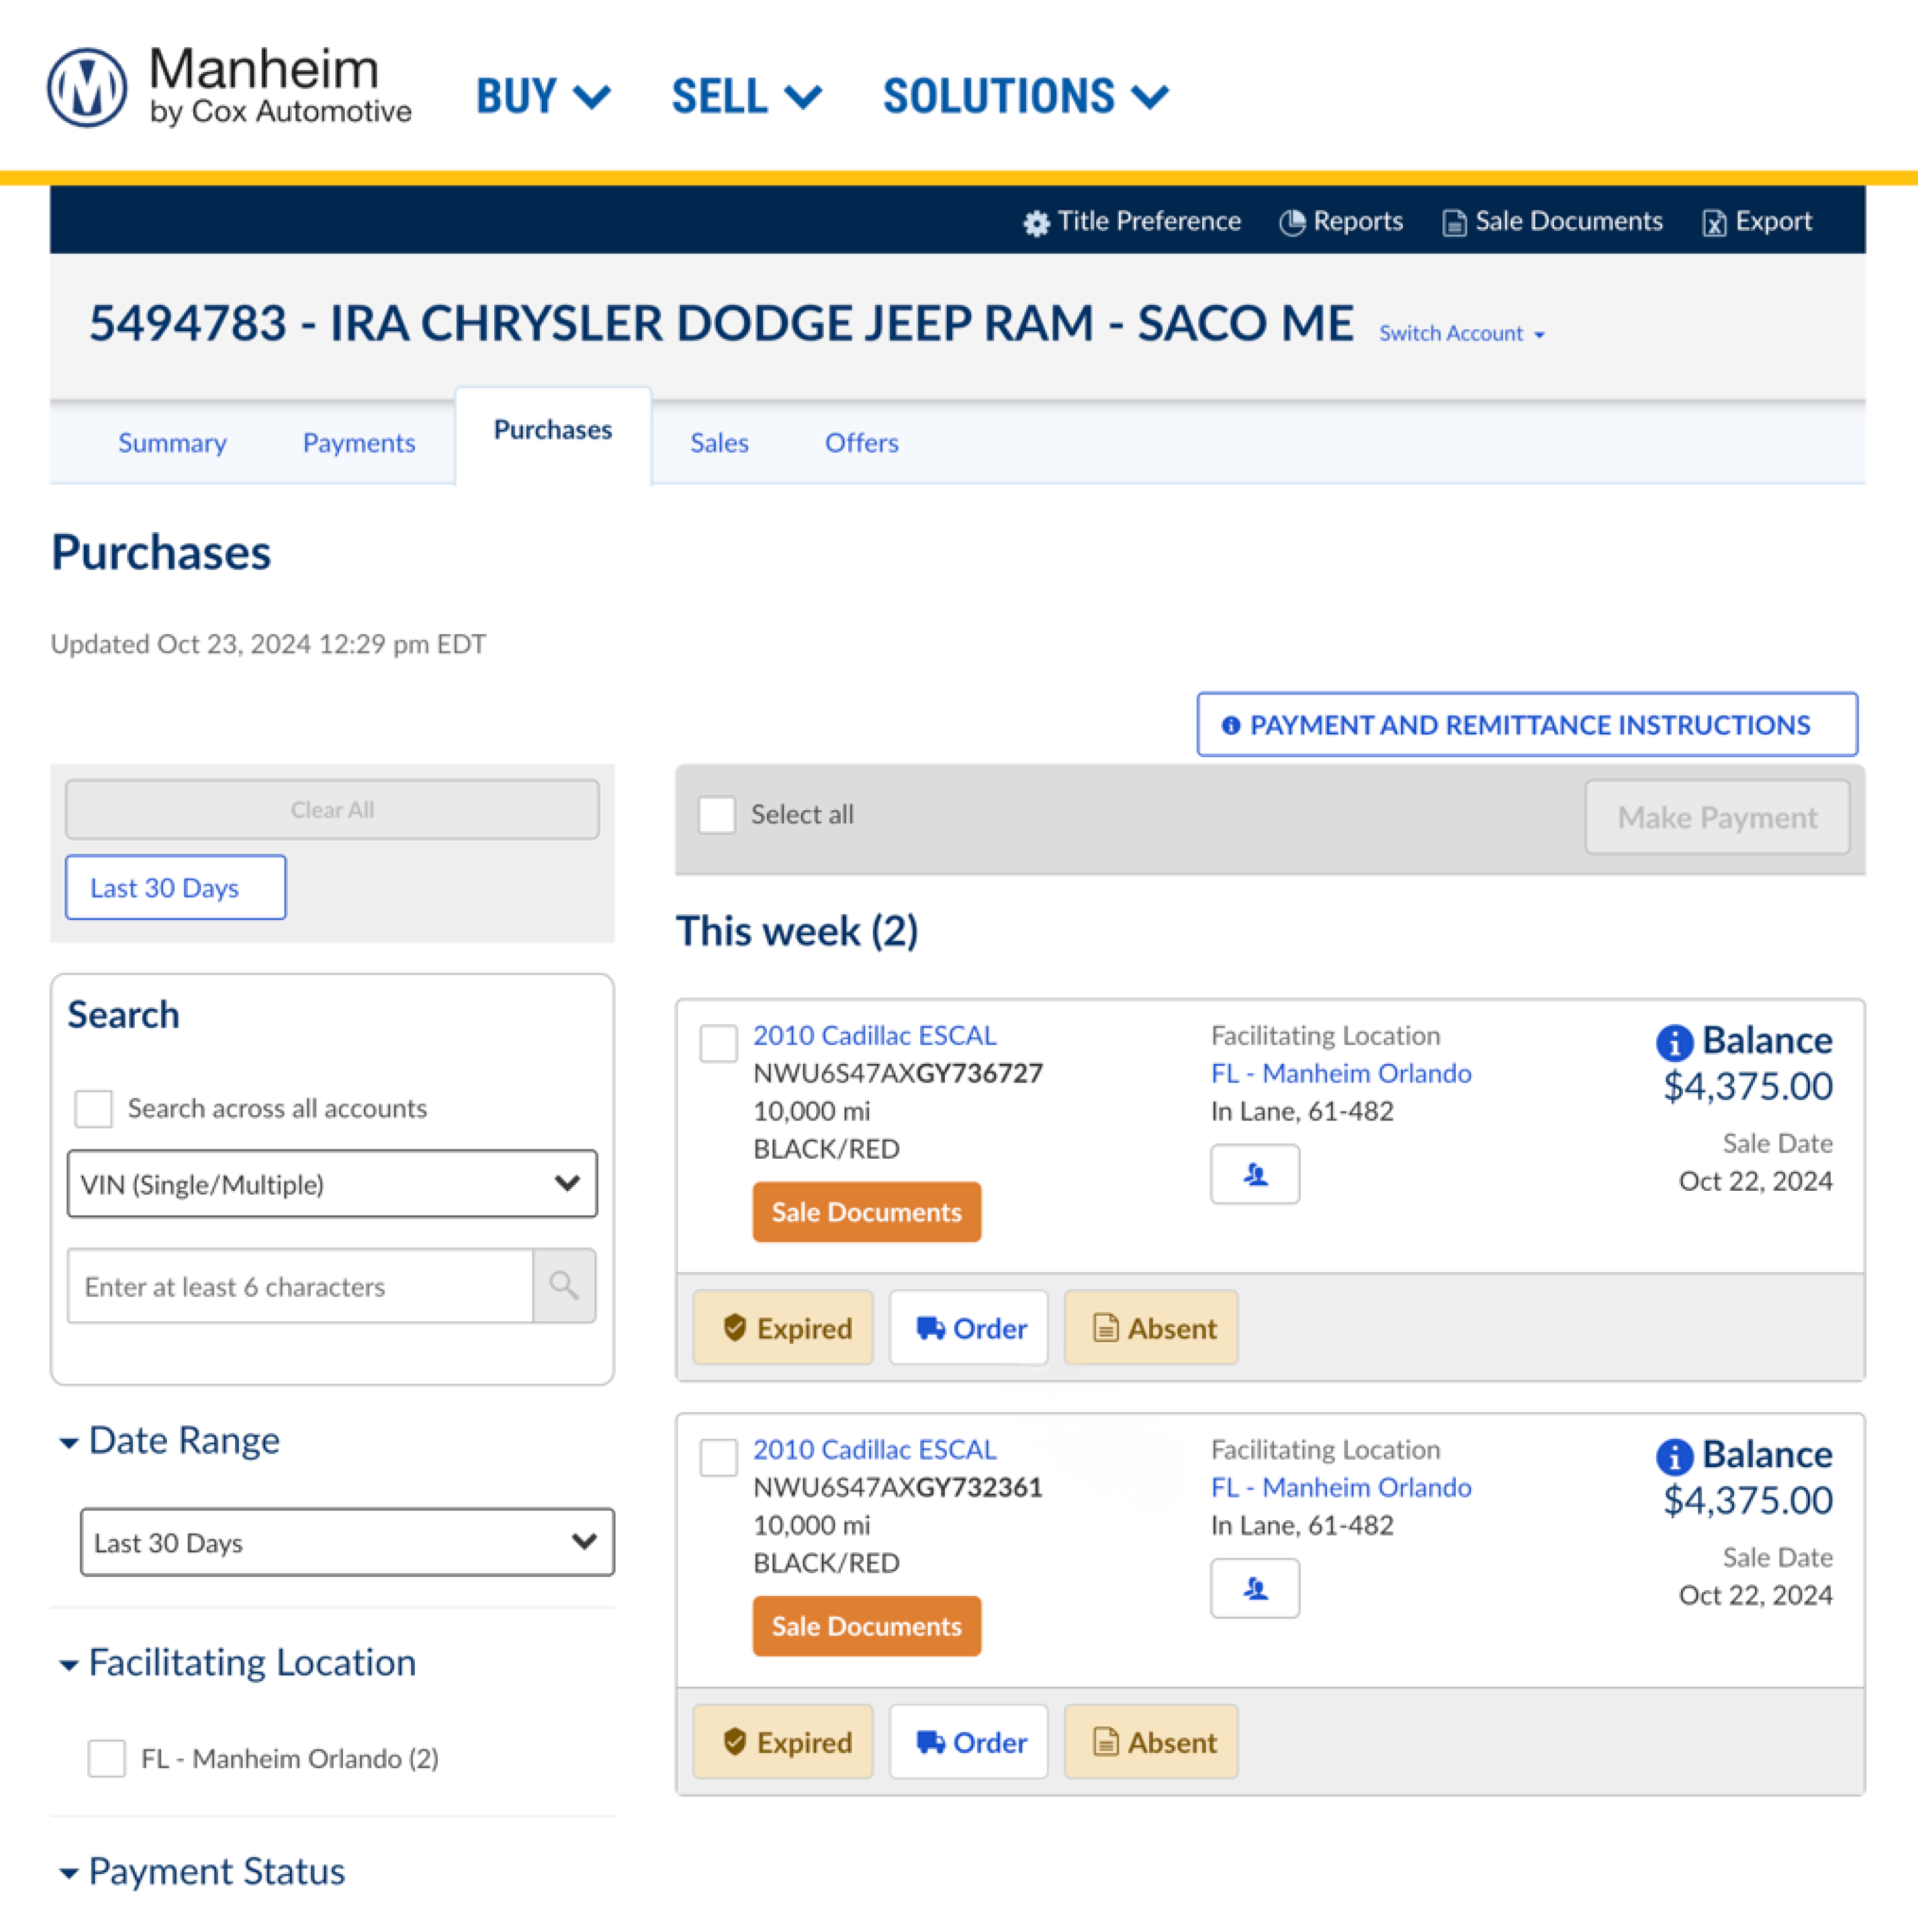 Manheim
by Cox Automotive
BUY
SELL
SOLUTIONS
Title Preference
Reports
Sale Documents
Export
5494783 - IRA CHRYSLER DODGE JEEP RAM - SACO ME
Switch Account
Summary
Payments
Purchases
Sales
Offers
Purchases
Updated Oct 23, 2024 12:29 pm EDT
PAYMENT AND REMITTANCE INSTRUCTIONS
Clear All
Last 30 Days
Search
Search across all accounts
VIN (Single/Multiple)
Enter at least 6 characters
Date Range
Last 30 Days
Facilitating Location
FL - Manheim Orlando (2)
Payment Status
Select all
Make Payment
This week (2)
2010 Cadillac ESCAL
NWU6S47AXGY736727
10,000 mi
BLACK/RED
Sale Documents
Facilitating Location
FL - Manheim Orlando
In Lane, 61-482
Balance
$4,375.00
Sale Date
Oct 22, 2024
Expired
Order
Absent
2010 Cadillac ESCAL
NWU6S47AXGY732361
10,000 mi
BLACK/RED
Sale Documents
Facilitating Location
FL - Manheim Orlando
In Lane, 61-482
Balance
$4,375.00
Sale Date
Oct 22, 2024
Expired
Order
Absent